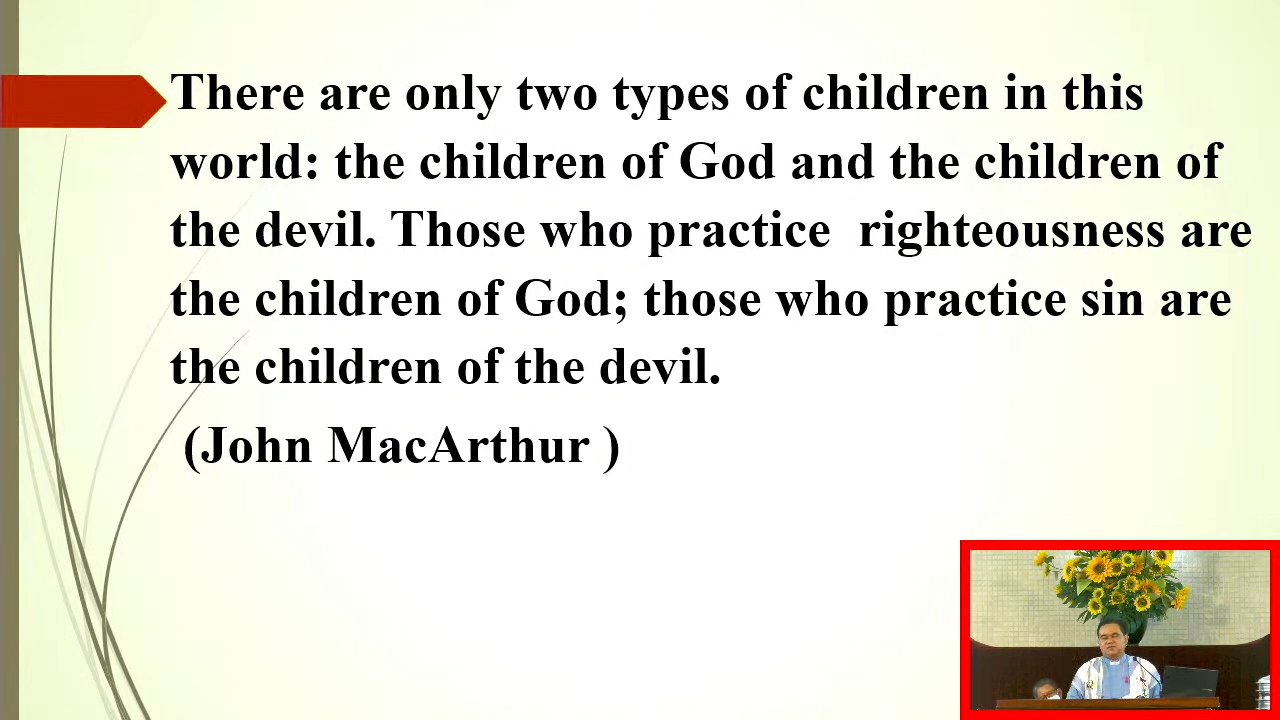 There are only two types of children in this
world: the children of God and the children of
the devil. Those who practice  righteousness are
the children of God; those who practice sin are
the children of the devil.
(John MacArthur )